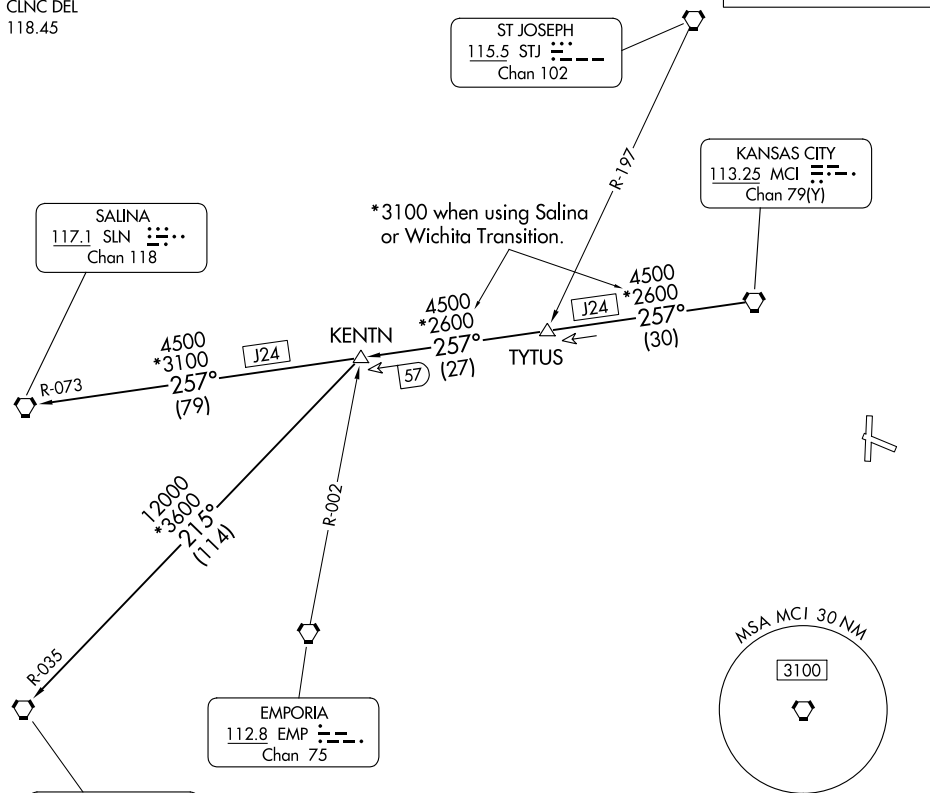 CLNC DEL
118.45
ST JOSEPH
115.5 STJ
Chan 102
KANSAS CITY
113.25 MCI
Chan 79(Y)
R-197
*3100 when using Salina
or Wichita Transition.
SALINA
117.1 SLN
Chan 118
4500
*2600
J24
257°
(30)
4500
*2600
257°
(27)
TYTUS
KENTN
57
4500
*3100
J24
257°
(79)
R-073
R-002
12000
*3600
215°
(114)
R-035
EMPORIA
112.8 EMP
Chan 75
MSA MCI 30 NM
3100